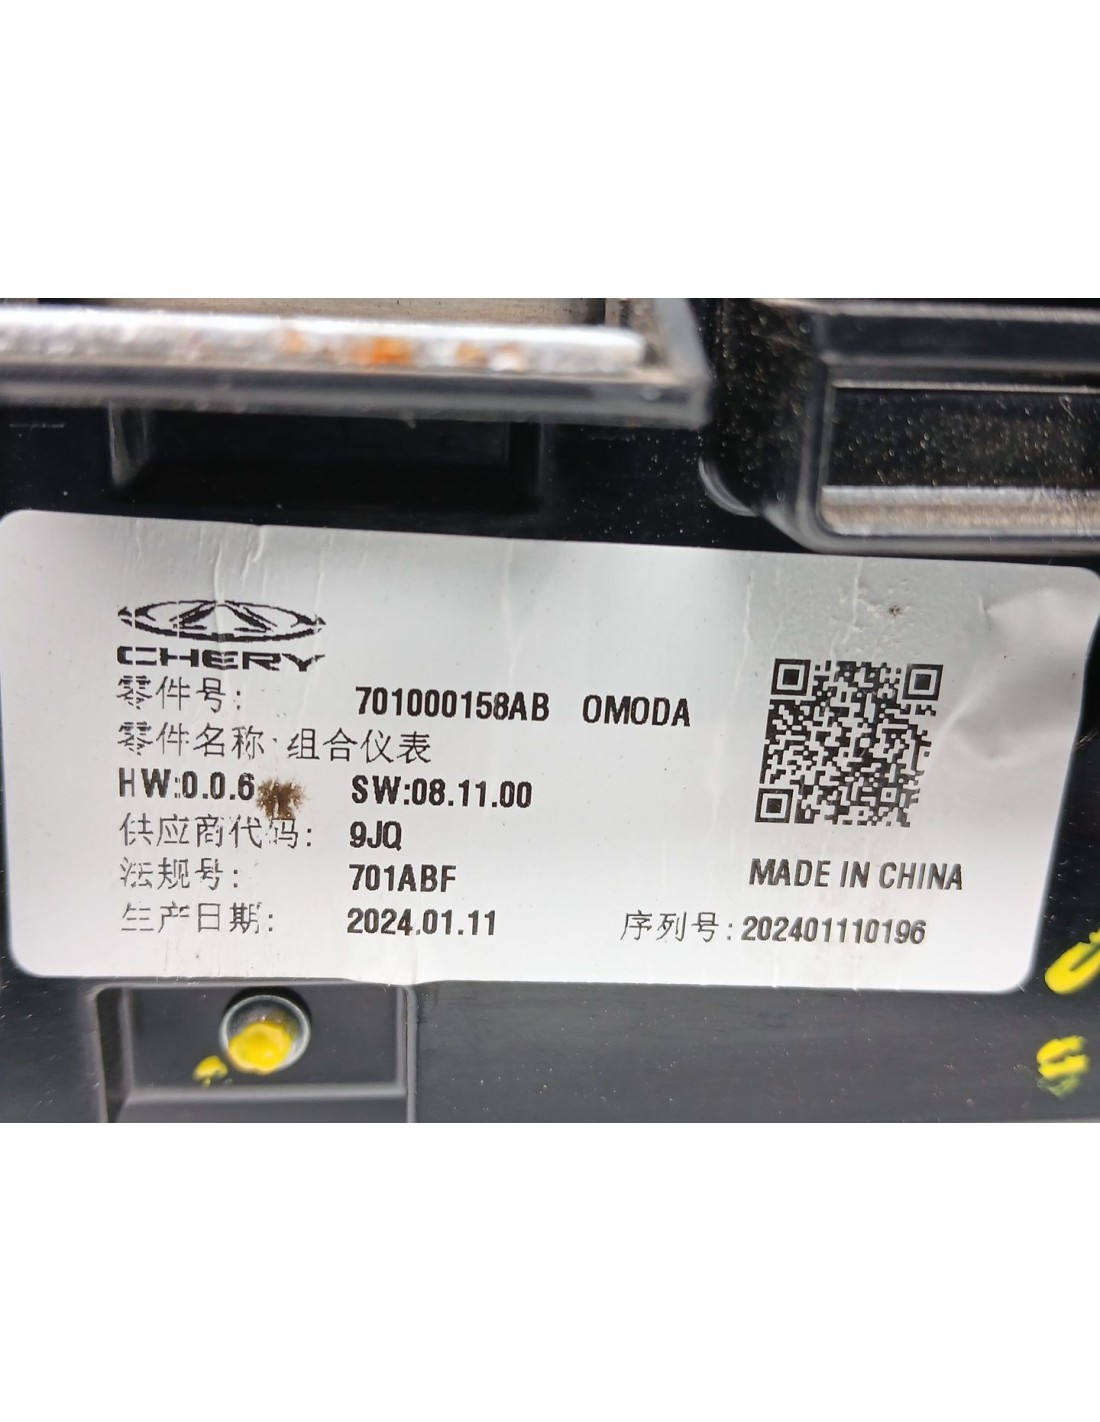 CHERY
零件号: 701000158AB OMODA
零件名称: 组合仪表
HW:0.0.6 SW:08.11.00
供应商代码: 9JQ
法规号: 701ABF
MADE IN CHINA
生产日期: 2024.01.11 序列号: 202401110196